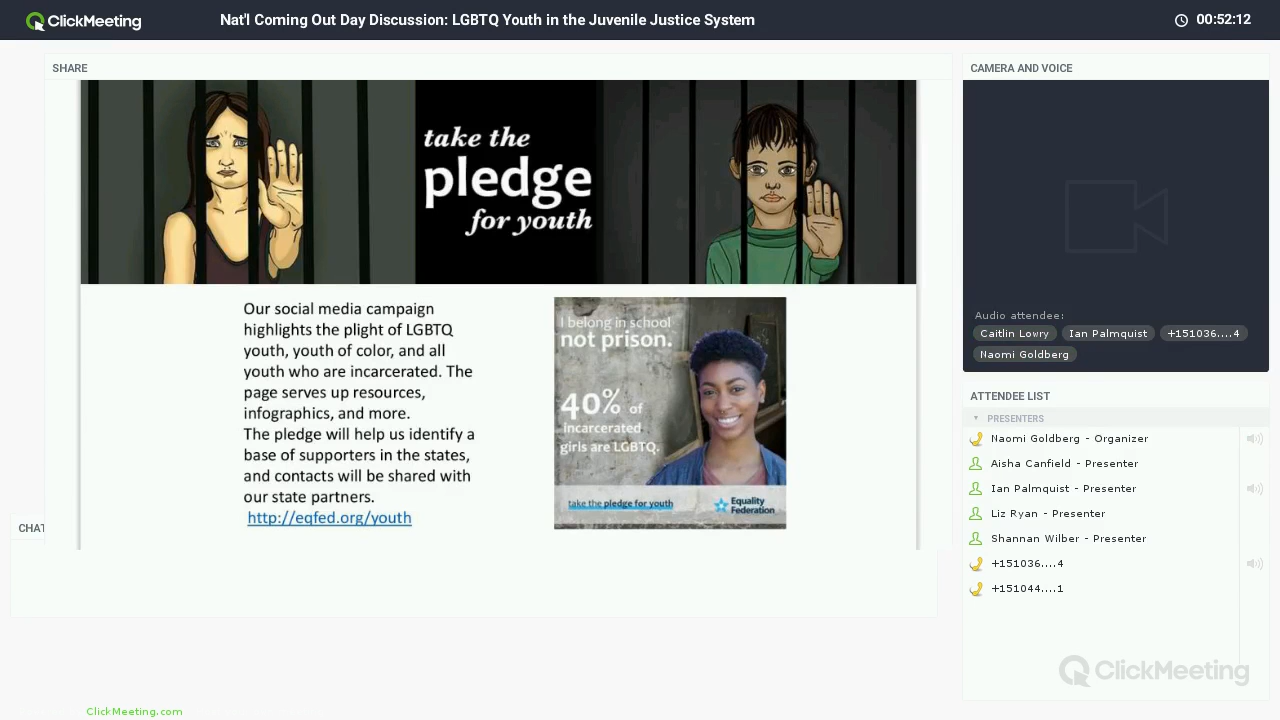 ClickMeeting
Nat'l Coming Out Day Discussion: LGBTQ Youth in the Juvenile Justice System
00:52:12
SHARE
take the
pledge
for youth
Our social media campaign
highlights the plight of LGBTQ
youth, youth of color, and all
youth who are incarcerated. The
page serves up resources,
infographics, and more.
The pledge will help us identify a
base of supporters in the states,
and contacts will be shared with
our state partners.
http://eqfed.org/youth
I belong in school
not prison.
40% of
incarcerated
girls are LGBTQ.
take the pledge for youth
Equality
Federation
CHAT
CAMERA AND VOICE
Audio attendee:
Caitlin Lowry Ian Palmquist +151036....4
Naomi Goldberg
ATTENDEE LIST
PRESENTERS
Naomi Goldberg - Organizer
Aisha Canfield - Presenter
Ian Palmquist - Presenter
Liz Ryan - Presenter
Shannan Wilber - Presenter
+151036....4
+151044....1
ClickMeeting
ClickMeeting.com